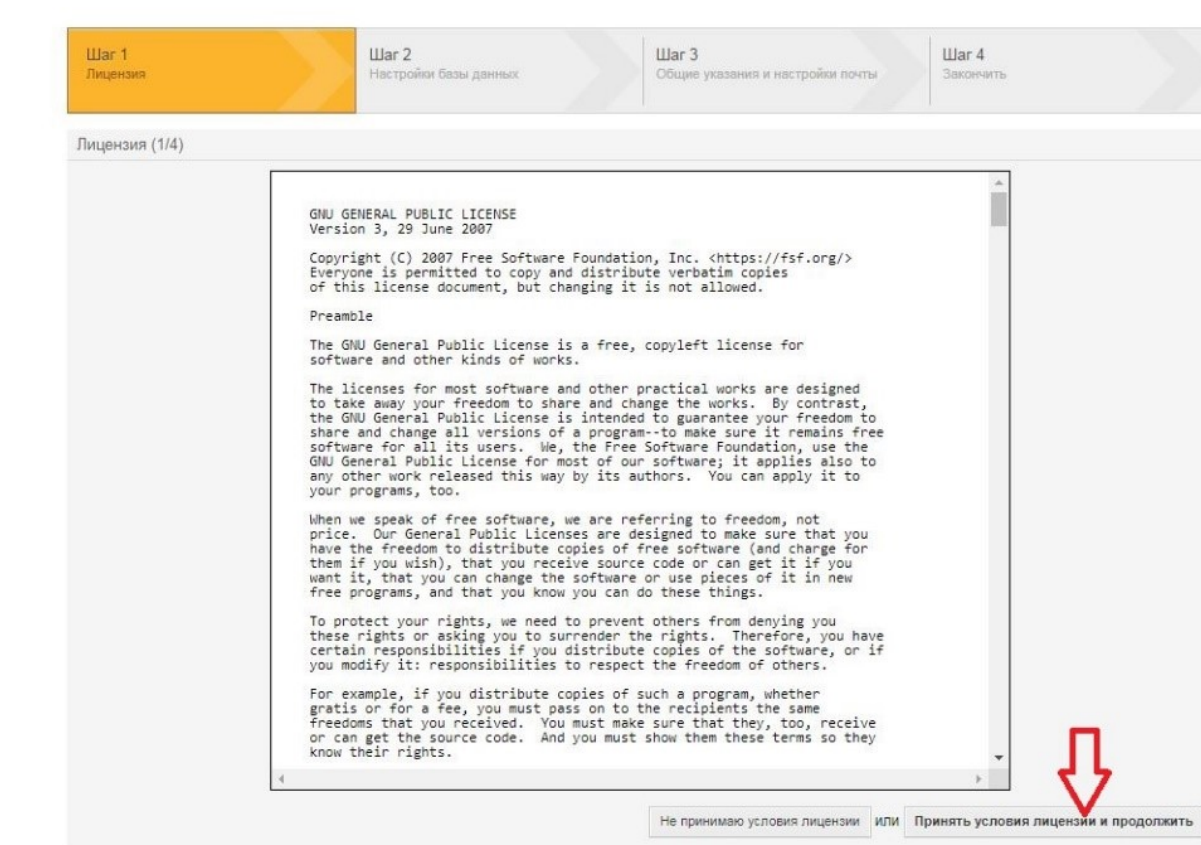 Шаг 1
Лицензия
Шаг 2
Настройки базы данных
Шаг 3
Общие указания и настройки почты
Шаг 4
Закончить
Лицензия (1/4)
GNU GENERAL PUBLIC LICENSE
Version 3, 29 June 2007
Copyright (C) 2007 Free Software Foundation, Inc. <https://fsf.org/>
Everyone is permitted to copy and distribute verbatim copies
of this license document, but changing it is not allowed.
Preamble
The GNU General Public License is a free, copyleft license for
software and other kinds of works.
The licenses for most software and other practical works are designed
to take away your freedom to share and change the works.  By contrast,
the GNU General Public License is intended to guarantee your freedom to
share and change all versions of a program--to make sure it remains free
software for all its users.  We, the Free Software Foundation, use the
GNU General Public License for most of our software; it applies also to
any other work released this way by its authors.  You can apply it to
your programs, too.
When we speak of free software, we are referring to freedom, not
price.  Our General Public Licenses are designed to make sure that you
have the freedom to distribute copies of free software (and charge for
them if you wish), that you receive source code or can get it if you
want it, that you can change the software or use pieces of it in new
free programs, and that you know you can do these things.
To protect your rights, we need to prevent others from denying you
these rights or asking you to surrender the rights.  Therefore, you have
certain responsibilities if you distribute copies of the software, or if
you modify it: responsibilities to respect the freedom of others.
For example, if you distribute copies of such a program, whether
gratis or for a fee, you must pass on to the recipients the same
freedoms that you received.  You must make sure that they, too, receive
or can get the source code.  And you must show them these terms so they
know their rights.
Не принимаю условия лицензии или Принять условия лицензии и продолжить